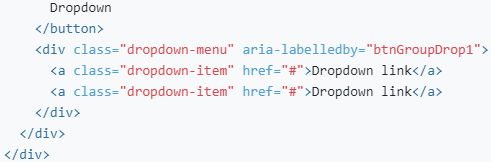 Dropdown
</button>
<div class="dropdown-menu" aria-labelledby="btnGroupDrop1">
<a class="dropdown-item" href="#">Dropdown link</a>
<a class="dropdown-item" href="#">Dropdown link</a>
</div>
</div>
</div>